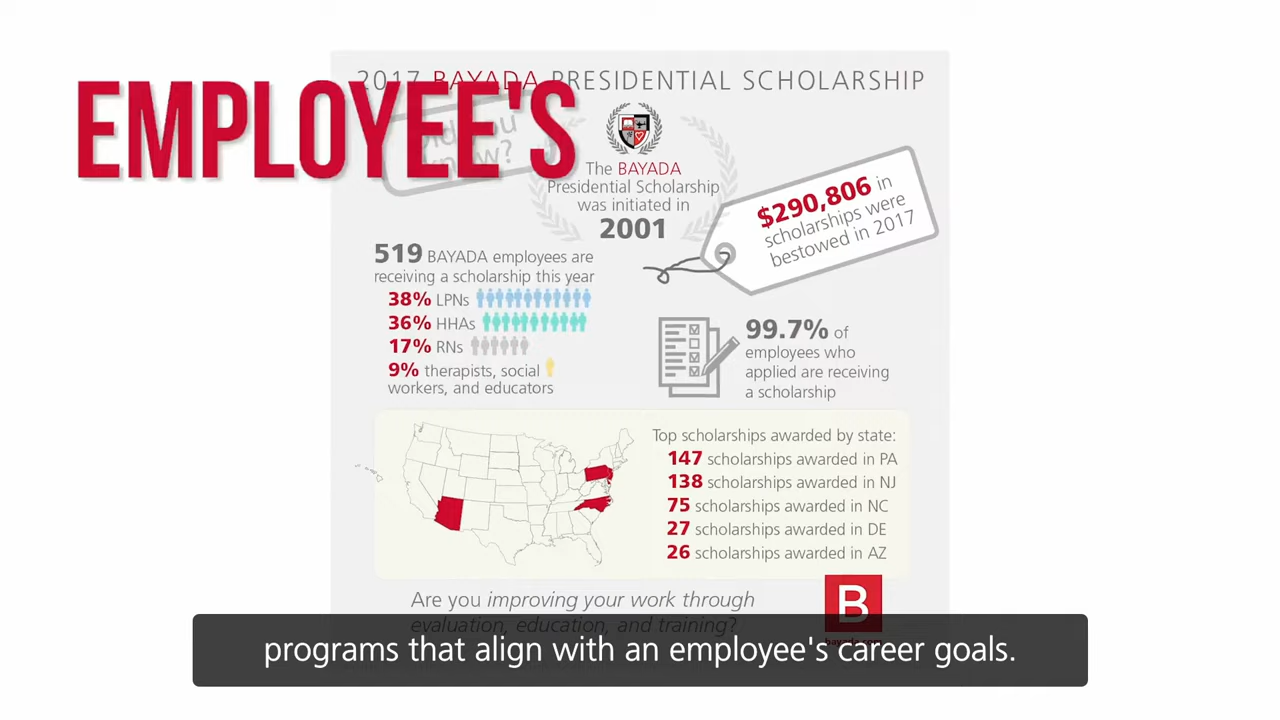 2017 BAYADA PRESIDENTIAL SCHOLARSHIP
EMPLOYEE'S
Did you
know?
The BAYADA
Presidential Scholarship
was initiated in
2001
$290,806 in
scholarships were
bestowed in 2017
519 BAYADA employees are
receiving a scholarship this year
38% LPNs
36% HHAs
17% RNs
9% therapists, social
workers, and educators
99.7% of
employees who
applied are receiving
a scholarship
Top scholarships awarded by state:
147 scholarships awarded in PA
138 scholarships awarded in NJ
75 scholarships awarded in NC
27 scholarships awarded in DE
26 scholarships awarded in AZ
Are you improving your work through
evaluation, education, and training?
B
bayada.com
programs that align with an employee's career goals.